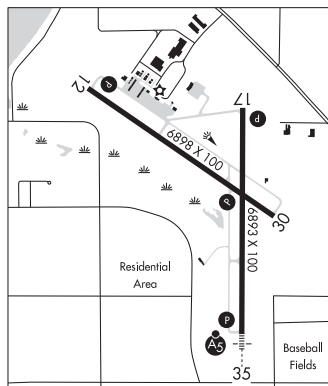 12
P
17
P
6898 X 100
P
30
6893 X 100
Residential
Area
P
A5
Baseball
Fields
35